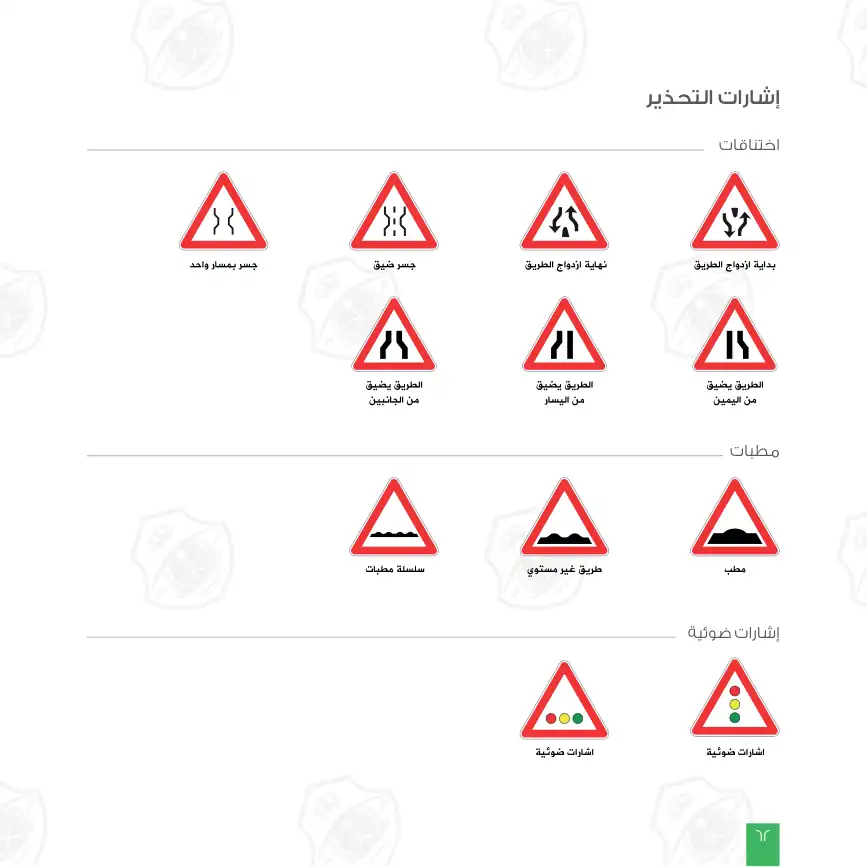 إشارات التحذير
اختناقات
بداية ازدواج الطريق
نهاية ازدواج الطريق
جسر ضيق
جسر بمسار واحد
الطريق يضيق
من اليمين
الطريق يضيق
من اليسار
الطريق يضيق
من الجانبين
مطبات
مطب
طريق غير مستوي
سلسلة مطبات
إشارات ضوئية
اشارات ضوئية
اشارات ضوئية
٦٢